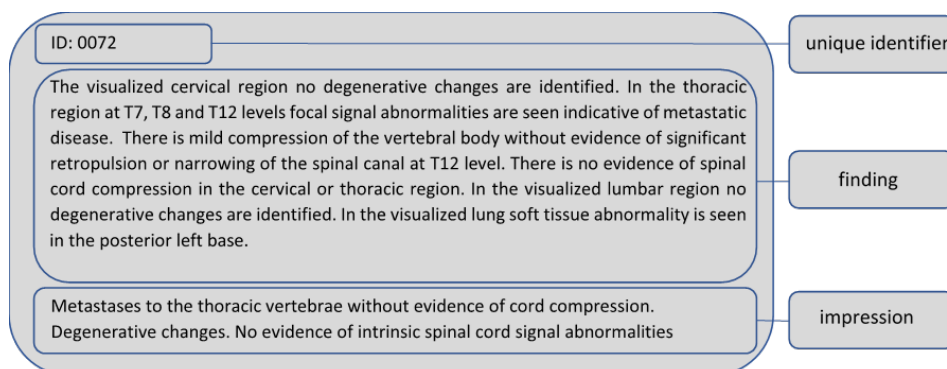 ID: 0072
unique identifier
The visualized cervical region no degenerative changes are identified. In the thoracic
region at T7, T8 and T12 levels focal signal abnormalities are seen indicative of metastatic
disease. There is mild compression of the vertebral body without evidence of significant
retropulsion or narrowing of the spinal canal at T12 level. There is no evidence of spinal
cord compression in the cervical or thoracic region. In the visualized lumbar region no
degenerative changes are identified. In the visualized lung soft tissue abnormality is seen
in the posterior left base.
finding
Metastases to the thoracic vertebrae without evidence of cord compression.
Degenerative changes. No evidence of intrinsic spinal cord signal abnormalities
impression